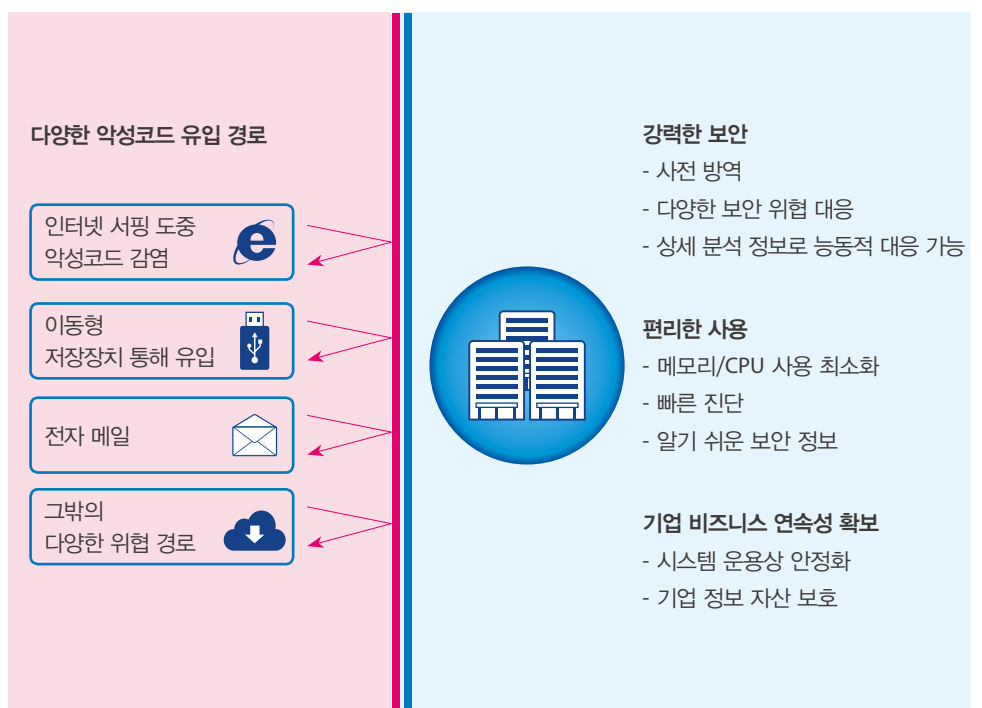 다양한 악성코드 유입 경로
인터넷 서핑 도중
악성코드 감염
이동형
저장장치 통해 유입
전자 메일
그밖의
다양한 위협 경로
강력한 보안
- 사전 방역
- 다양한 보안 위협 대응
- 상세 분석 정보로 능동적 대응 가능
편리한 사용
- 메모리/CPU 사용 최소화
- 빠른 진단
- 알기 쉬운 보안 정보
기업 비즈니스 연속성 확보
- 시스템 운용상 안정화
- 기업 정보 자산 보호